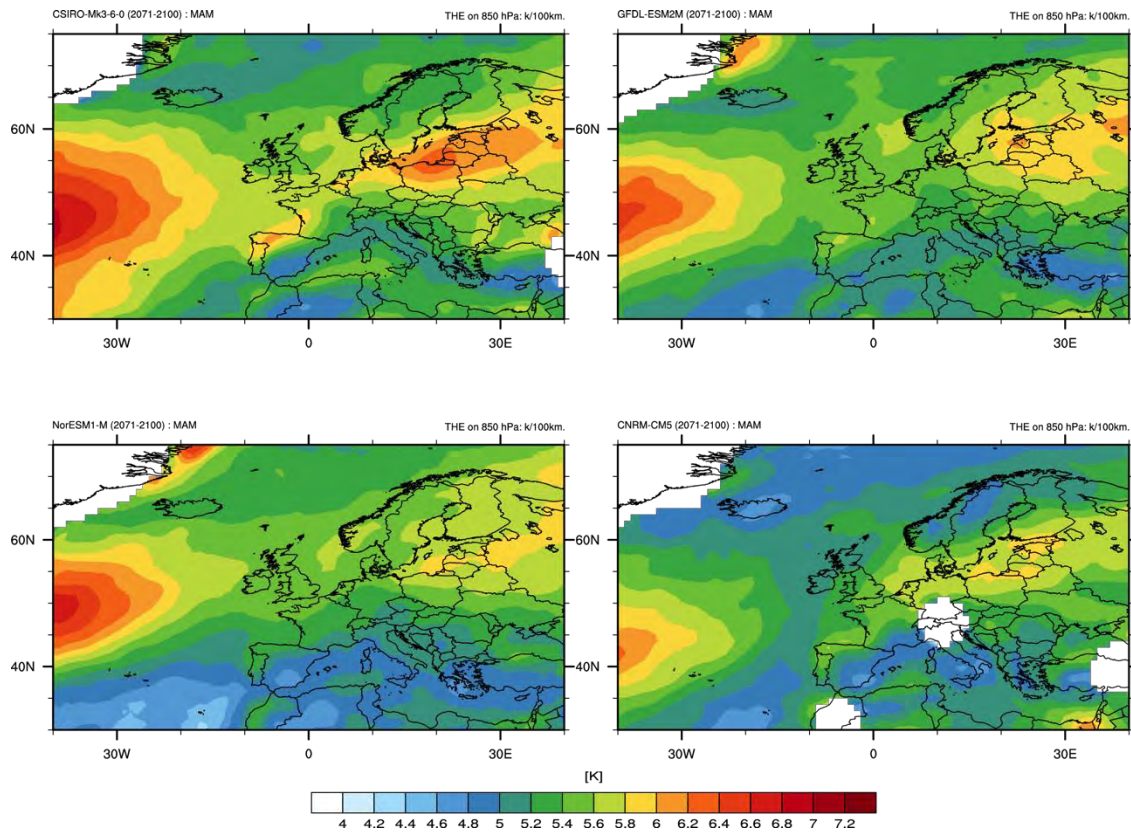 CSIRO-Mk3-6-0 (2071-2100) : MAM
THE on 850 hPa: k/100km.
60N
40N
30W
0
30E
GFDL-ESM2M (2071-2100) : MAM
THE on 850 hPa: k/100km.
60N
40N
30W
0
30E
NorESM1-M (2071-2100) : MAM
THE on 850 hPa: k/100km.
60N
40N
30W
0
30E
CNRM-CM5 (2071-2100) : MAM
THE on 850 hPa: k/100km.
60N
40N
30W
0
30E
[K]
4 4.2 4.4 4.6 4.8 5 5.2 5.4 5.6 5.8 6 6.2 6.4 6.6 6.8 7 7.2